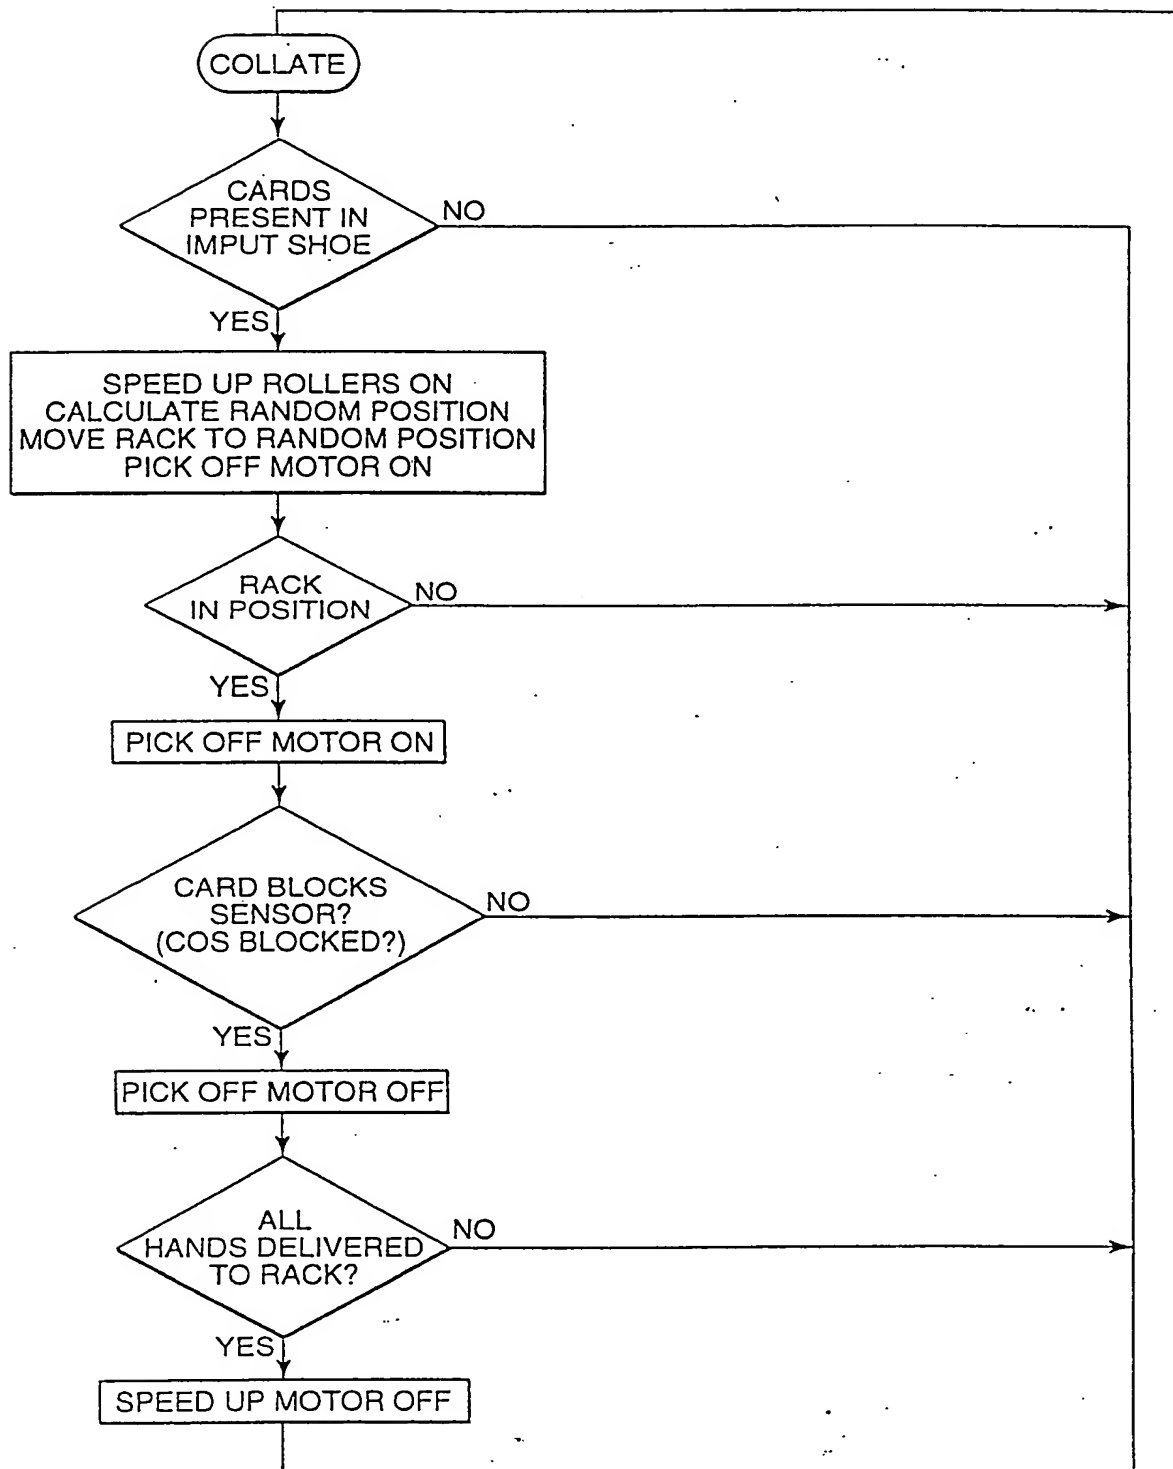 COLLATE
CARDS
PRESENT IN
IMPUT SHOE
NO
YES
SPEED UP ROLLERS ON
CALCULATE RANDOM POSITION
MOVE RACK TO RANDOM POSITION
PICK OFF MOTOR ON
RACK
IN POSITION
NO
YES
PICK OFF MOTOR ON
CARD BLOCKS
SENSOR?
(COS BLOCKED?)
NO
YES
PICK OFF MOTOR OFF
ALL
HANDS DELIVERED
TO RACK?
NO
YES
SPEED UP MOTOR OFF